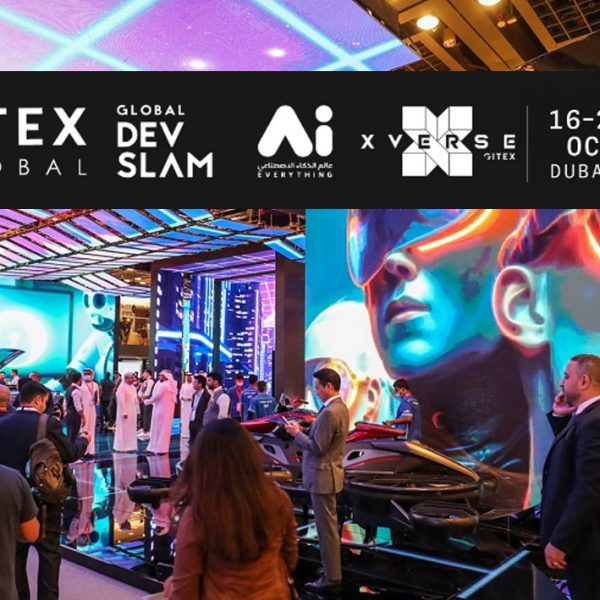 TEX
OBAL
GLOBAL
DEV
SLAM
Ai
عالم الذكاء الاصطناعي
EVERYTHING
XVERSE
GITEX
16-2
OC
DUBA